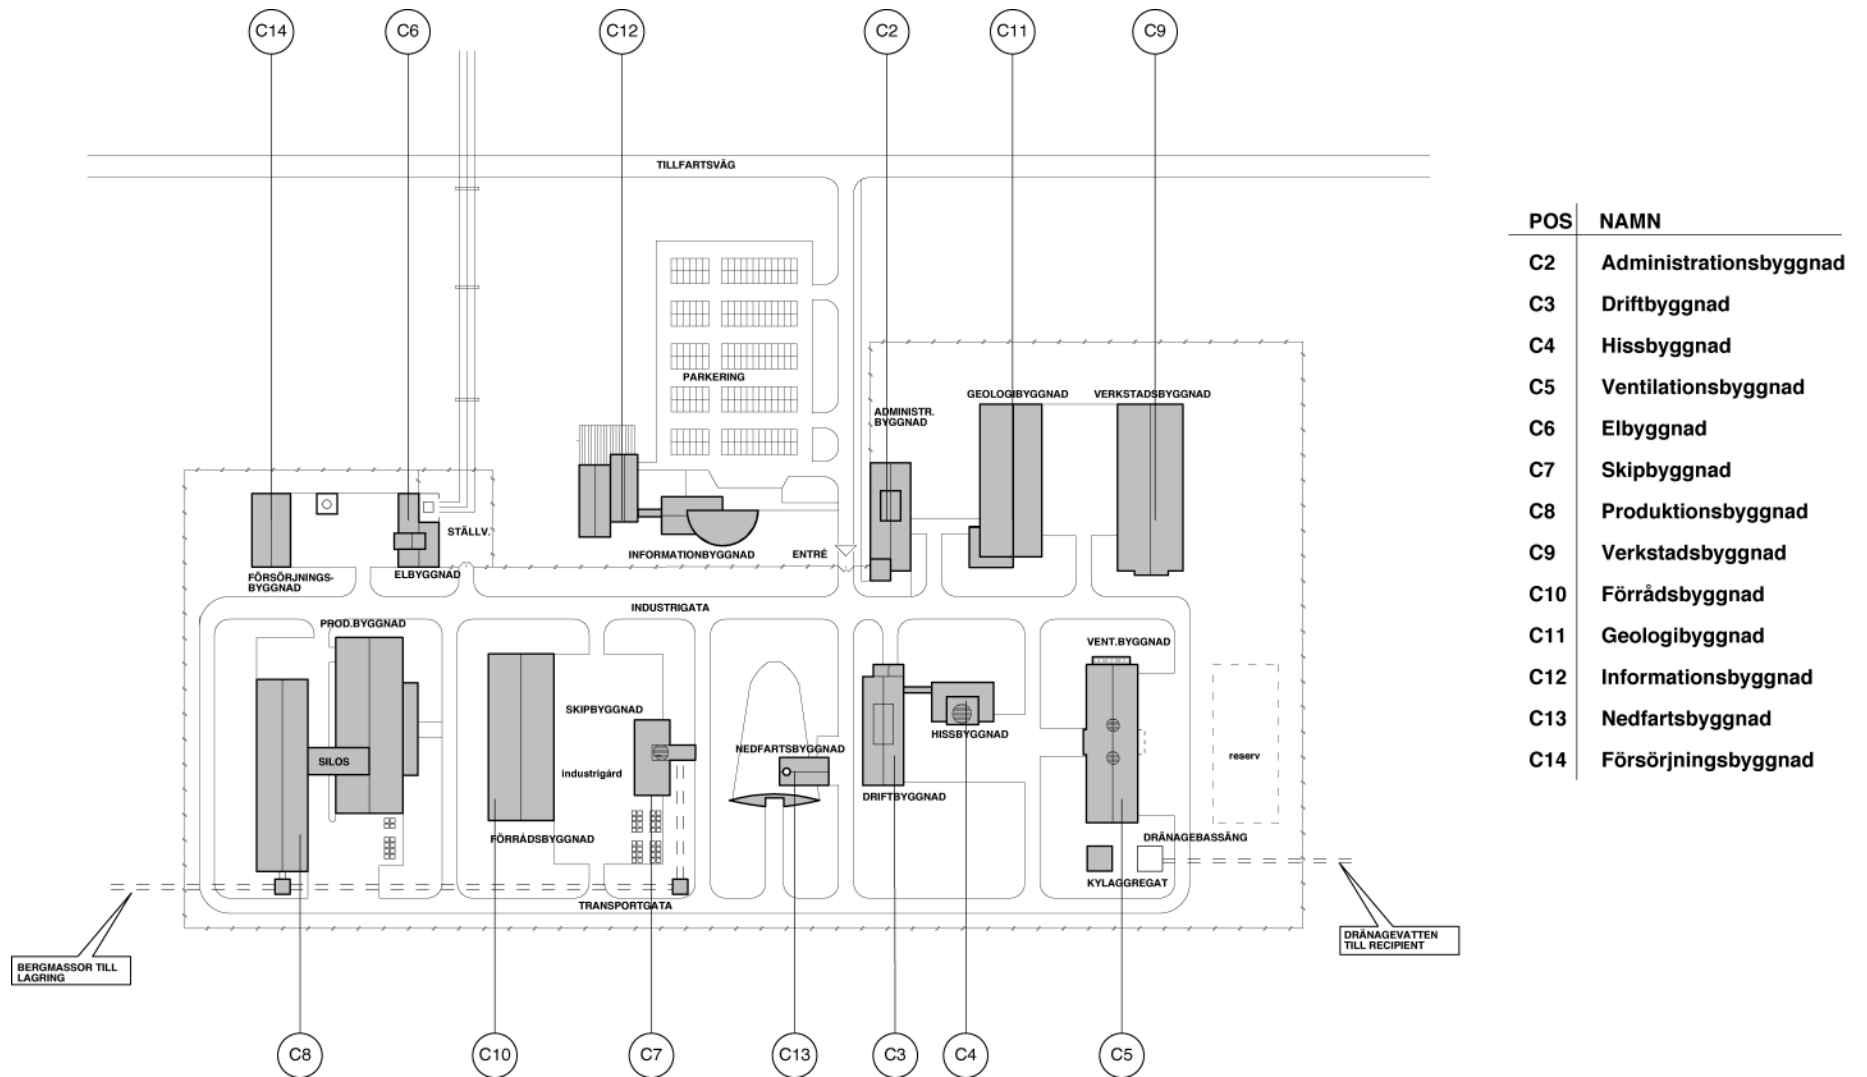 C14 C6 C12 C2 C11 C9
TILLFARTSVÄG
PARKERING
ADMINISTR.
BYGGNAD
GEOLOGIBYGGNAD
VERKSTADSBYGGNAD
STÄLLV.
FÖRSÖRJNINGS-
BYGGNAD
ELBYGGNAD
INFORMATIONBYGGNAD
ENTRÉ
INDUSTRIGATA
PROD.BYGGNAD
SILOS
SKIPBYGGNAD
industrigård
FÖRRÅDSBYGGNAD
NEDFARTSBYGGNAD
DRIFTBYGGNAD
HISSBYGGNAD
VENT.BYGGNAD
reserv
DRÄNAGEBASSÄNG
KYLAGGREGAT
TRANSPORTGATA
BERGMASSOR TILL
LAGRING
DRÄNAGEVATTEN
TILL RECIPIENT
C8 C10 C7 C13 C3 C4 C5
POS NAMN
C2 Administrationsbyggnad
C3 Driftbyggnad
C4 Hissbyggnad
C5 Ventilationsbyggnad
C6 Elbyggnad
C7 Skipbyggnad
C8 Produktionsbyggnad
C9 Verkstadsbyggnad
C10 Förrådsbyggnad
C11 Geologibyggnad
C12 Informationsbyggnad
C13 Nedfartsbyggnad
C14 Försörjningsbyggnad